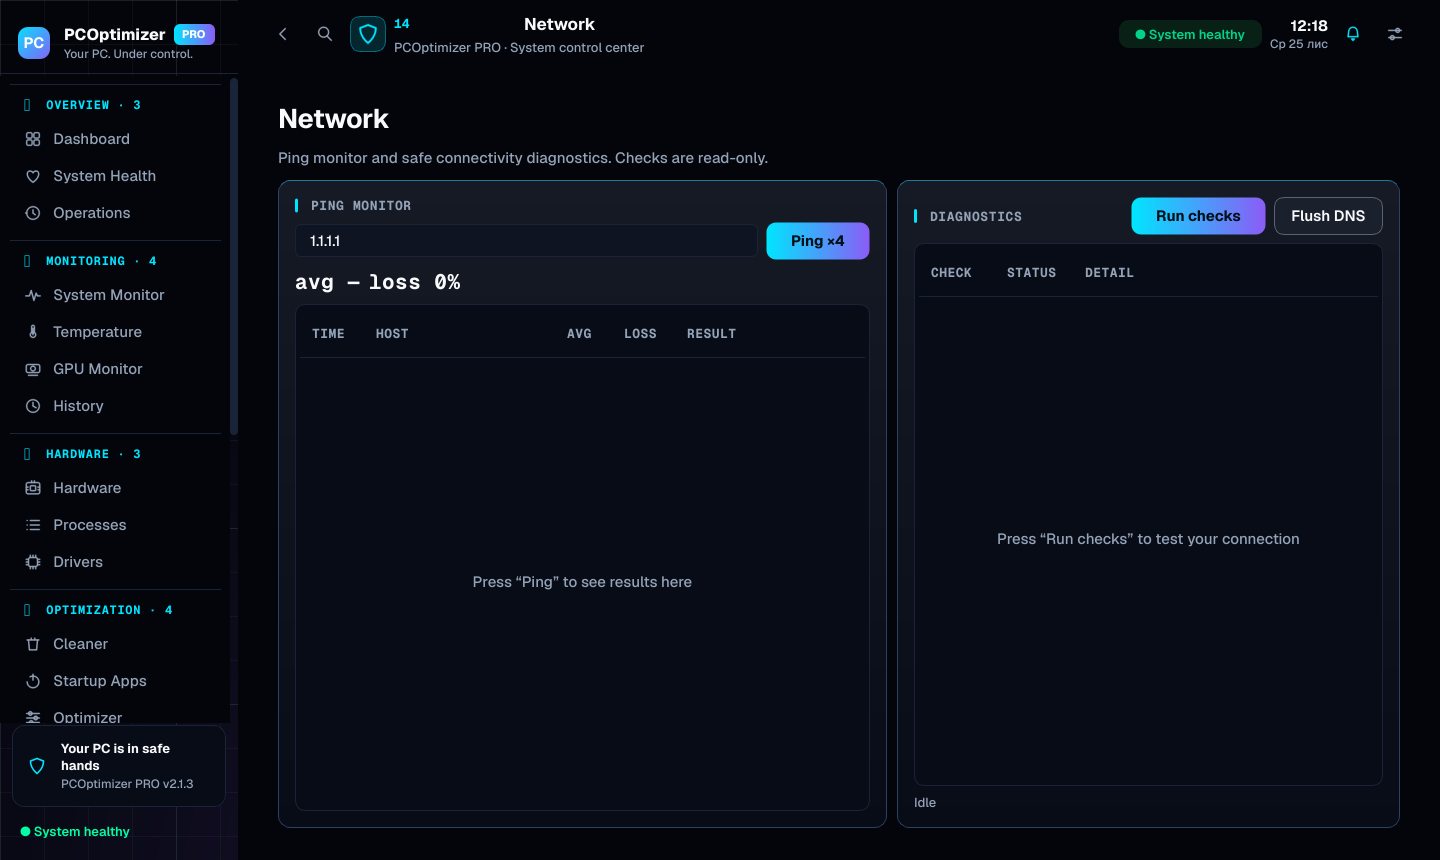 PC
PCOptimizer PRO
Your PC. Under control.
OVERVIEW · 3
Dashboard
System Health
Operations
MONITORING · 4
System Monitor
Temperature
GPU Monitor
History
HARDWARE · 3
Hardware
Processes
Drivers
OPTIMIZATION · 4
Cleaner
Startup Apps
Optimizer
Your PC is in safe
hands
PCOptimizer PRO v2.1.3
System healthy
14
Network
PCOptimizer PRO · System control center
System healthy
12:18
Ср 25 лис
Network
Ping monitor and safe connectivity diagnostics. Checks are read-only.
PING MONITOR
1.1.1.1
Ping ×4
avg — loss 0%
TIME HOST AVG LOSS RESULT
Press “Ping” to see results here
DIAGNOSTICS
Run checks
Flush DNS
CHECK STATUS DETAIL
Press “Run checks” to test your connection
Idle